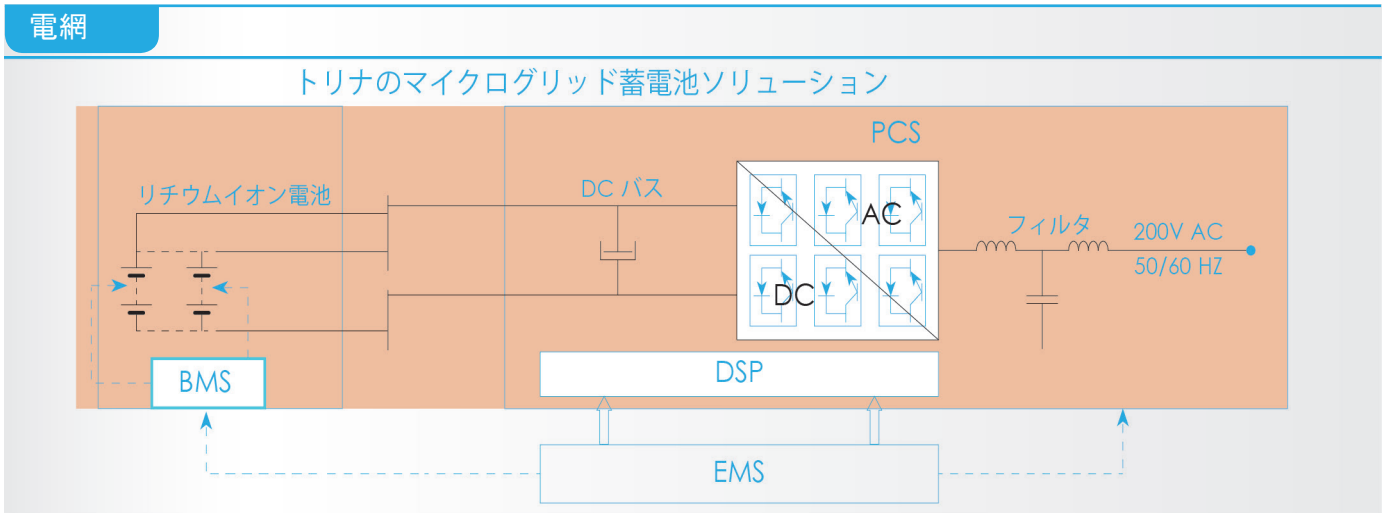 電網
トリナのマイクログリッド蓄電池ソリューション
PCS
リチウムイオン電池
DC バス
AC
DC
フィルタ
200V AC
50/60 HZ
BMS
DSP
EMS